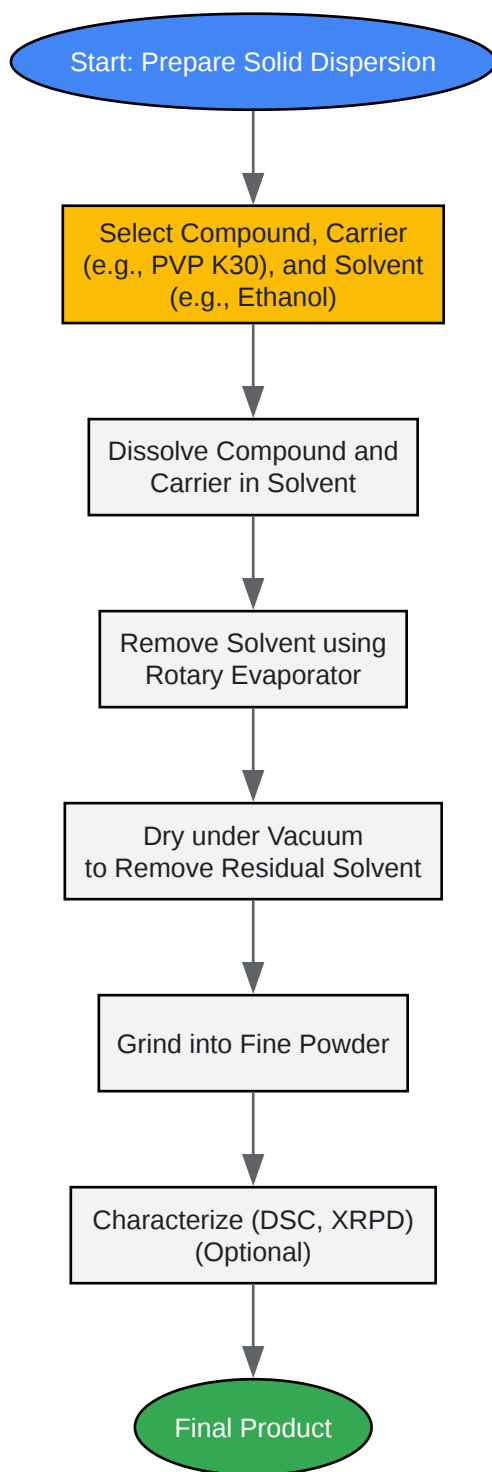 Start: Prepare Solid Dispersion
Select Compound, Carrier
(e.g., PVP K30), and Solvent
(e.g., Ethanol)
Dissolve Compound and
Carrier in Solvent
Remove Solvent using
Rotary Evaporator
Dry under Vacuum
to Remove Residual Solvent
Grind into Fine Powder
Characterize (DSC, XRPD)
(Optional)
Final Product